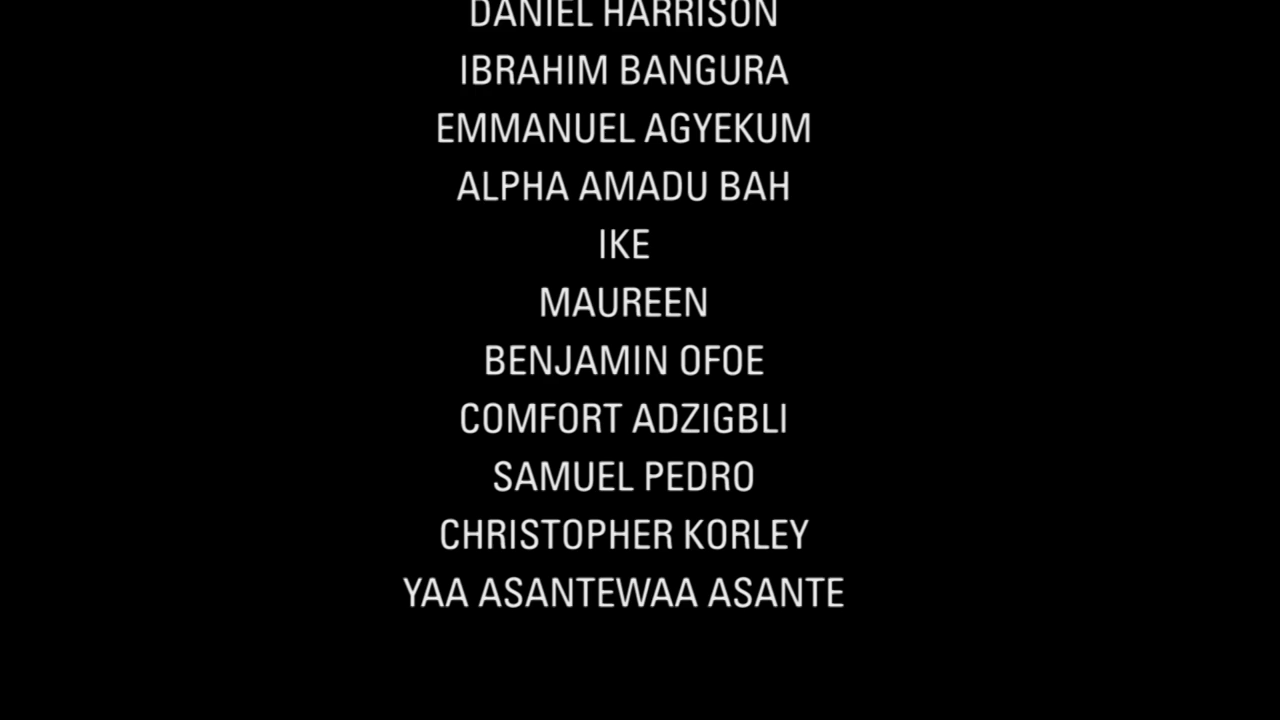 DANIEL HARRISON
IBRAHIM BANGURA
EMMANUEL AGYEKUM
ALPHA AMADU BAH
IKE
MAUREEN
BENJAMIN OFOE
COMFORT ADZIGBLI
SAMUEL PEDRO
CHRISTOPHER KORLEY
YAA ASANTEWAA ASANTE